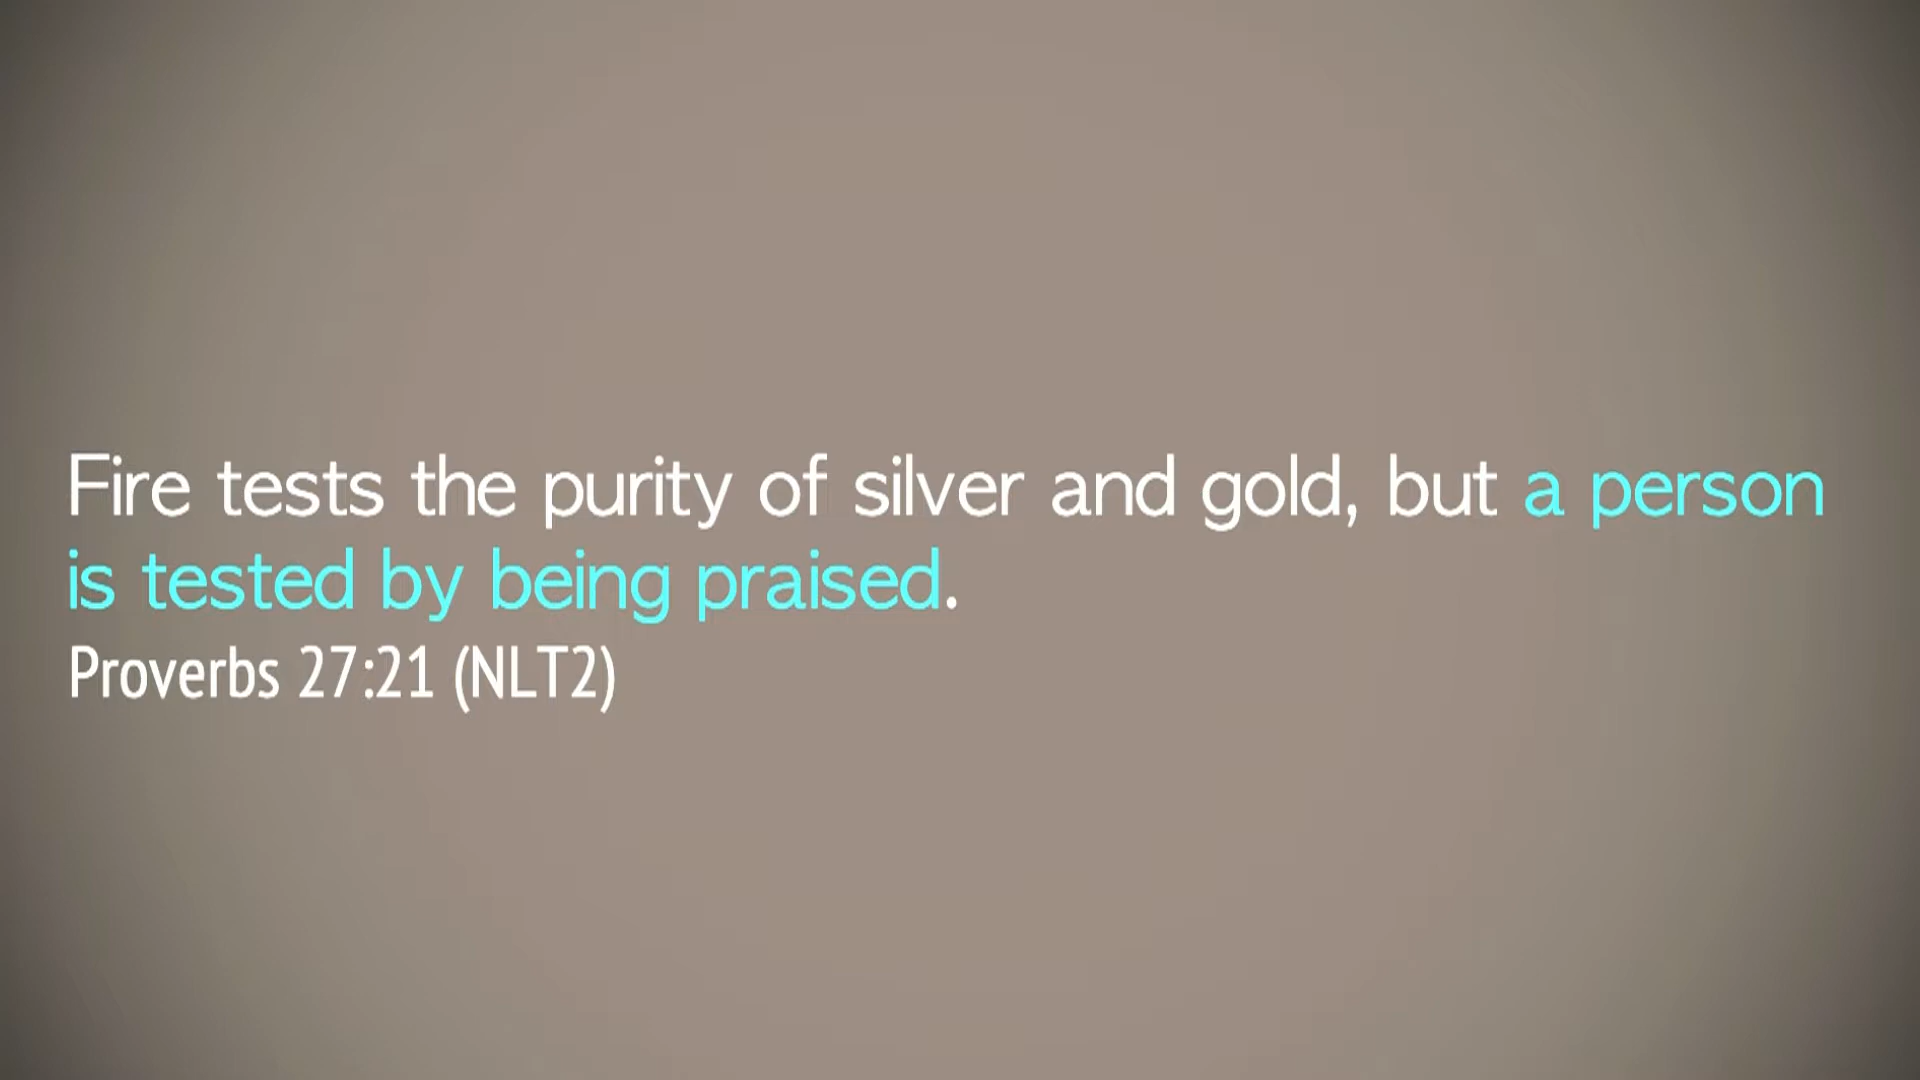 Fire tests the purity of silver and gold, but a person
is tested by being praised.
Proverbs 27:21 (NLT2)